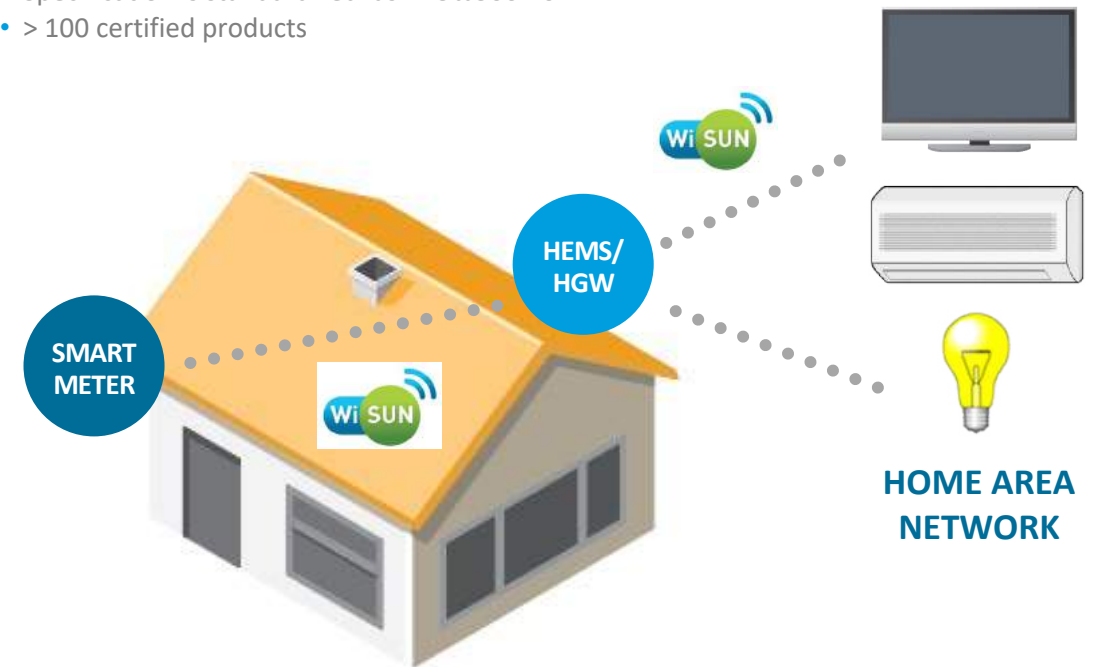 • > 100 certified products
Wi SUN
HEMS/
HGW
SMART
METER
Wi SUN
HOME AREA
NETWORK